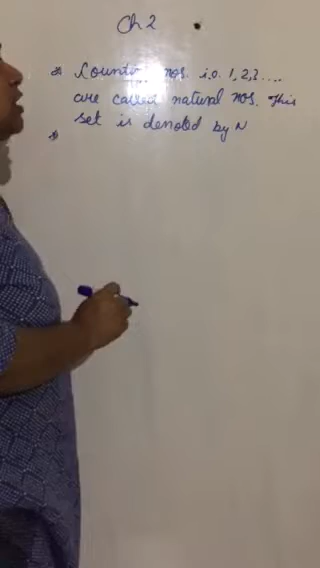 Ch 2
Counting nos. i.e. 1, 2, 3 ....
are called natural nos. This
set is denoted by N